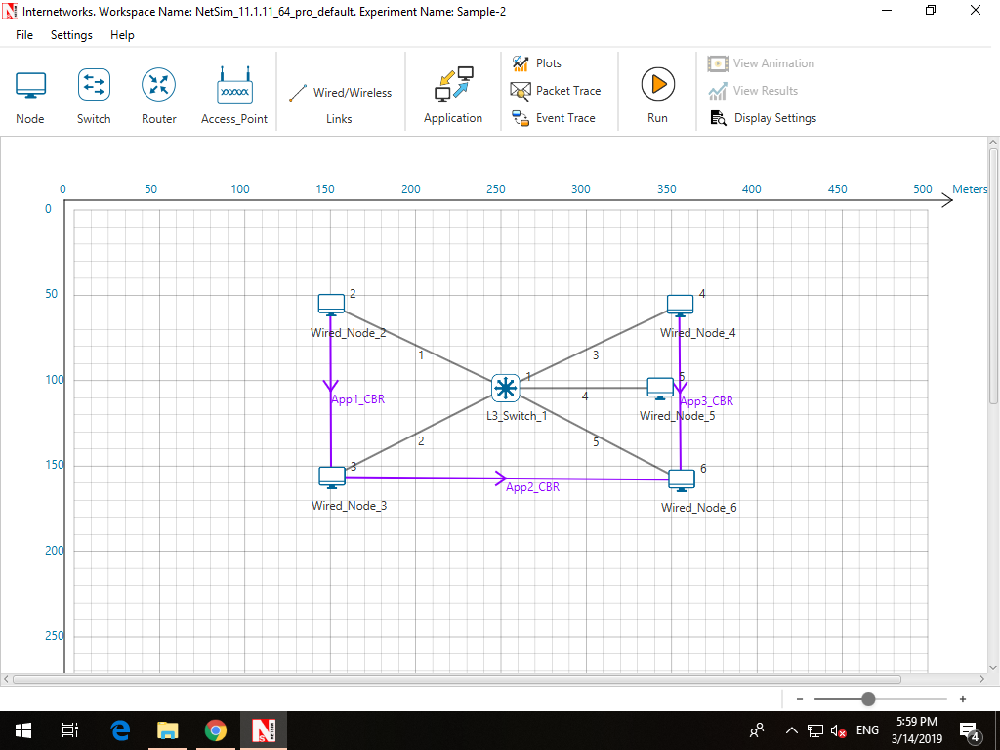 Internetworks. Workspace Name: NetSim_11.1.11_64_pro_default. Experiment Name: Sample-2
File Settings Help
Node
Switch
Router
Access_Point
Wired/Wireless
Links
Application
Plots
Packet Trace
Event Trace
Run
View Animation
View Results
Display Settings
0 50 100 150 200 250 300 350 400 450 500 Meters
0
50
100
150
200
250
2
Wired_Node_2
4
Wired_Node_4
1
3
1
L3_Switch_1
4
5
Wired_Node_5
App1_CBR
App3_CBR
2
5
3
Wired_Node_3
App2_CBR
6
Wired_Node_6
ENG
5:59 PM
3/14/2019
4